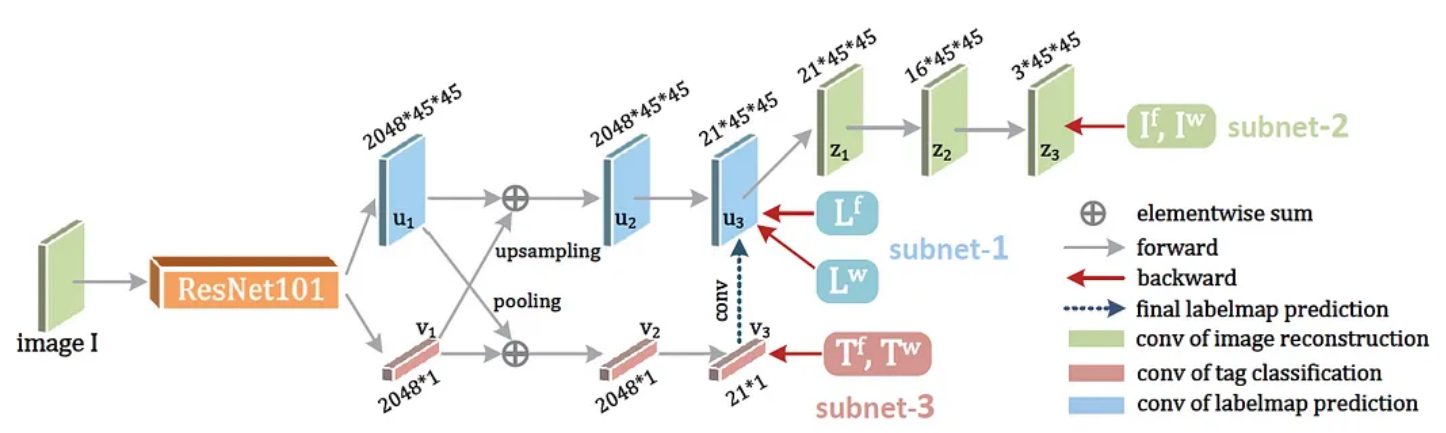 21*45*45
16*45*45
3*45*45
2048*45*45
2048*45*45
21*45*45
z₁
z₂
z₃
Iᶠ, Iʷ
subnet-2
u₁
u₂
u₃
Lᶠ
elementwise sum
upsampling
subnet-1
forward
ResNet101
Lʷ
backward
pooling
conv
final labelmap prediction
image I
v₁
v₂
v₃
Tᶠ, Tʷ
conv of image reconstruction
2048*1
2048*1
21*1
conv of tag classification
subnet-3
conv of labelmap prediction